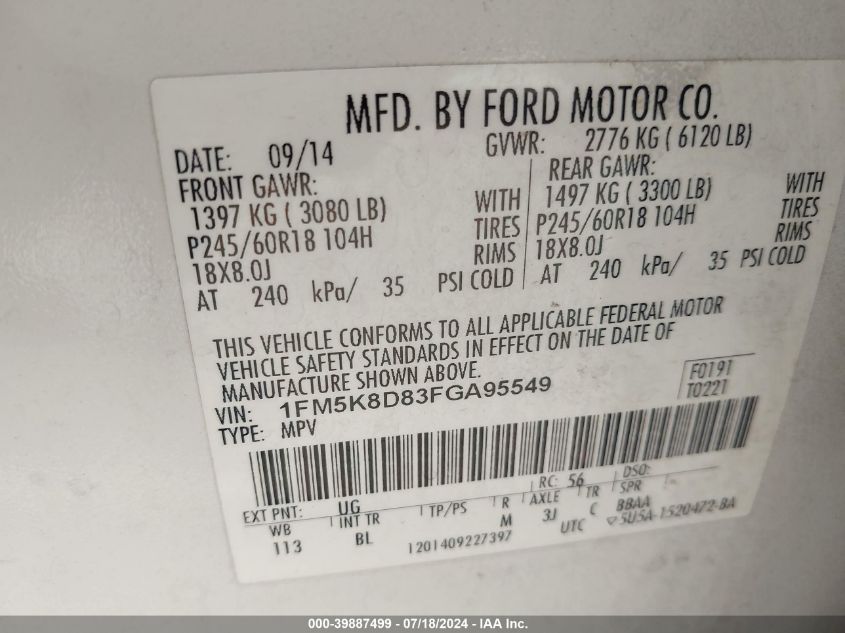 MFD. BY FORD MOTOR CO.
DATE: 09/14 GVWR: 2776 KG ( 6120 LB)
FRONT GAWR: REAR GAWR:
1397 KG ( 3080 LB) WITH 1497 KG ( 3300 LB) WITH
P245/60R18 104H TIRES P245/60R18 104H TIRES
18X8.0J RIMS 18X8.0J RIMS
AT 240 kPa/ 35 PSI COLD AT 240 kPa/ 35 PSI COLD
THIS VEHICLE CONFORMS TO ALL APPLICABLE FEDERAL MOTOR
VEHICLE SAFETY STANDARDS IN EFFECT ON THE DATE OF
MANUFACTURE SHOWN ABOVE.
VIN: 1FM5K8D83FGA95549 F0191
TYPE: MPV T0221
EXT PNT: UG RC: 56 DSO:
WB INT TR TP/PS R AXLE TR SPR
113 BL M 3J C BBAA
1201409227397 UTC 5U5A-1520472-BA
000-39887499 - 07/18/2024 - IAA Inc.